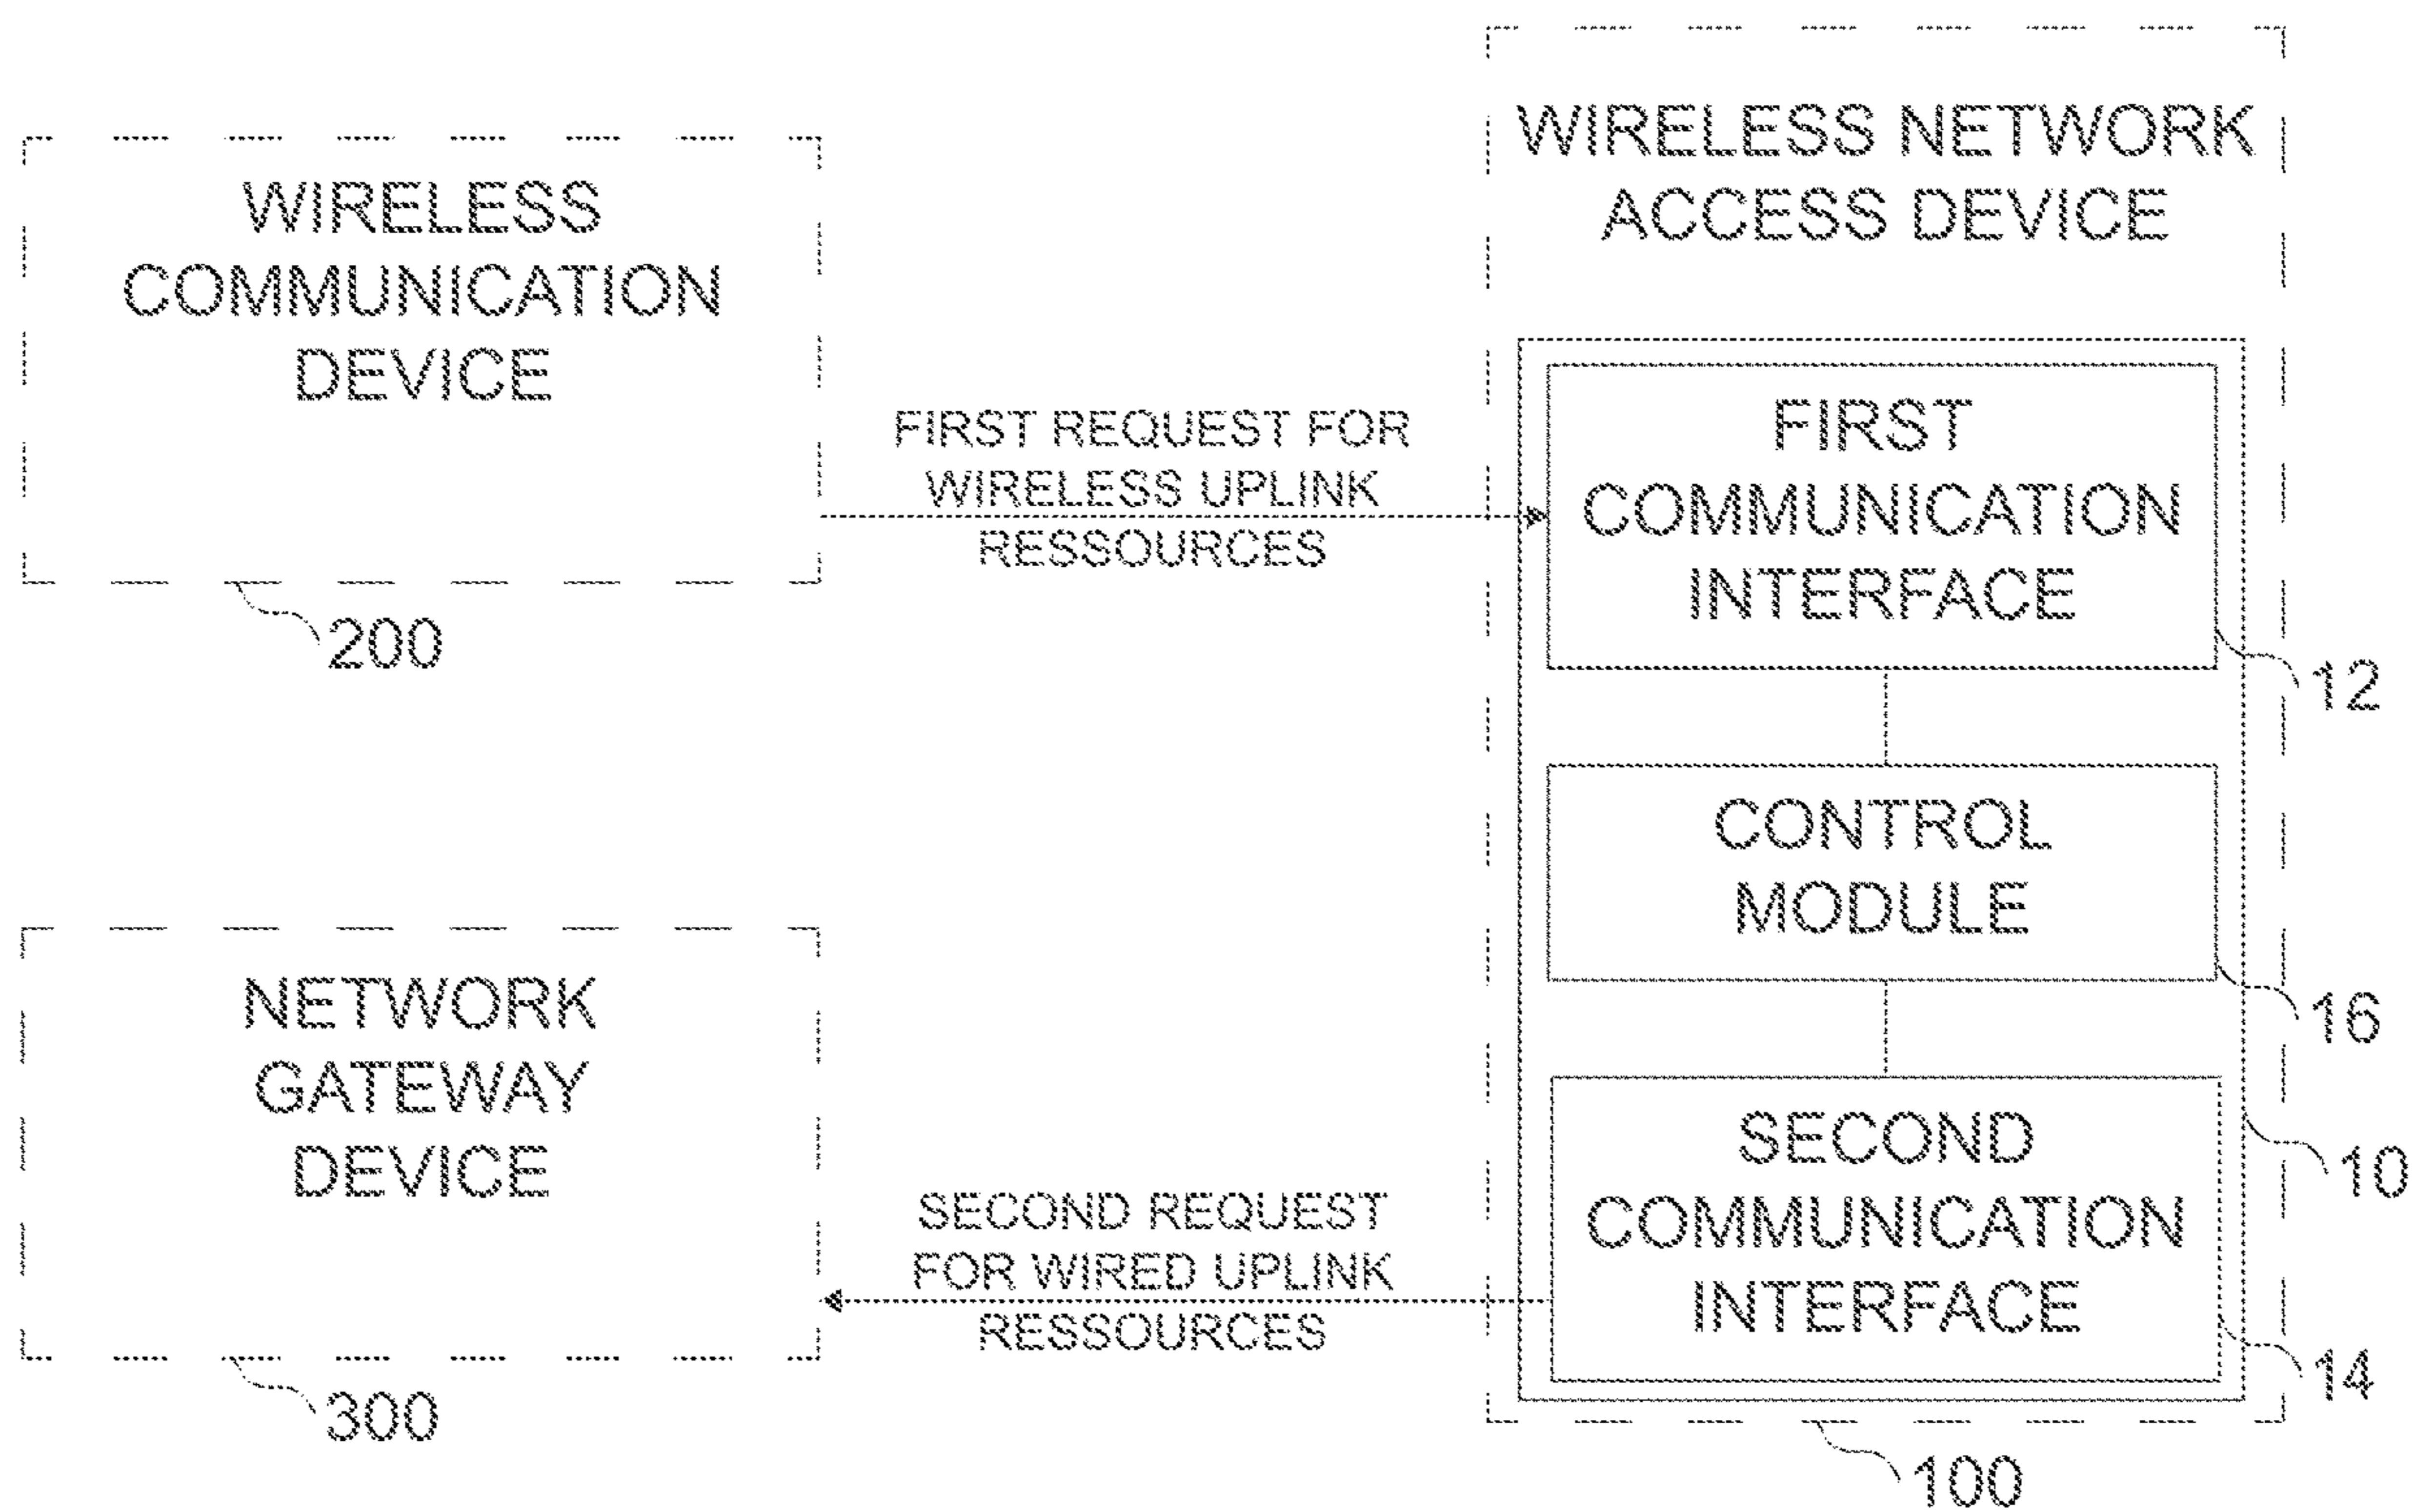 WIRELESS
COMMUNICATION
DEVICE
200
FIRST REQUEST FOR
WIRELESS UPLINK
RESSOURCES
WIRELESS NETWORK
ACCESS DEVICE
FIRST
COMMUNICATION
INTERFACE
12
CONTROL
MODULE
16
NETWORK
GATEWAY
DEVICE
300
SECOND REQUEST
FOR WIRED UPLINK
RESSOURCES
SECOND
COMMUNICATION
INTERFACE
10
14
100